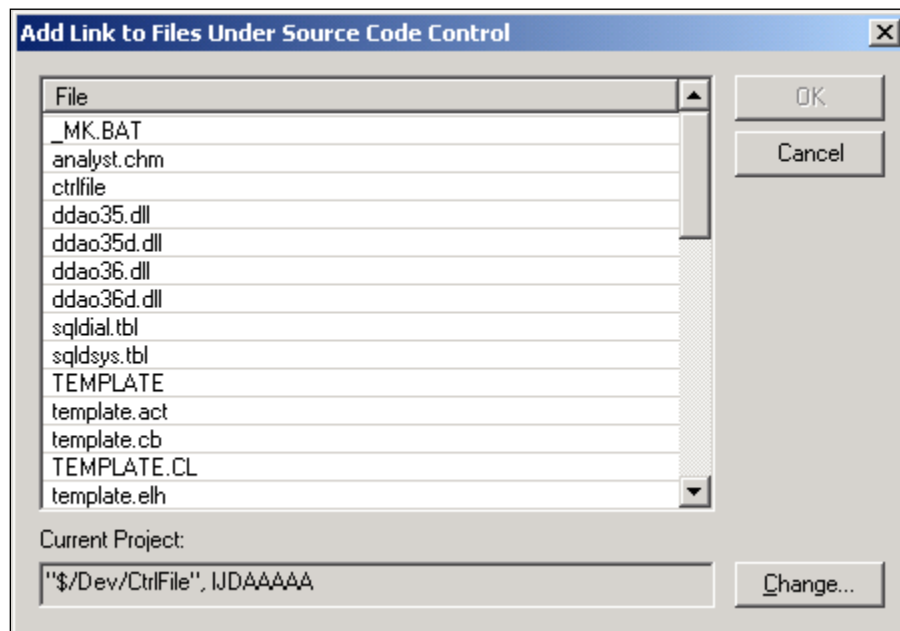 Add Link to Files Under Source Code Control
File
OK
_MK.BAT
analyst.chm
Cancel
ctrlfile
ddao35.dll
ddao35d.dll
ddao36.dll
ddao36d.dll
sqldial.tbl
sqldsys.tbl
TEMPLATE
template.act
template.cb
TEMPLATE.CL
template.elh
Current Project:
"$/Dev/CtrlFile", IJDAAAAA
Change...